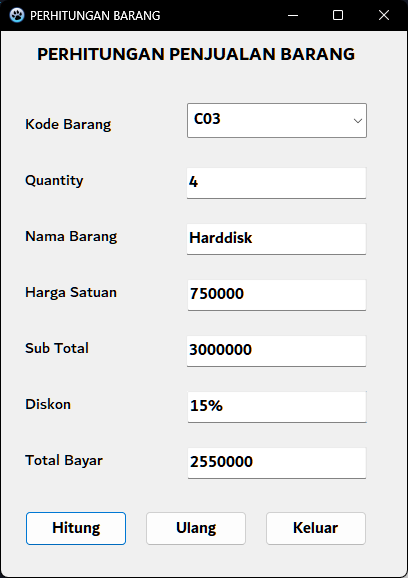 PERHITUNGAN BARANG
PERHITUNGAN PENJUALAN BARANG
Kode Barang C03
Quantity 4
Nama Barang Harddisk
Harga Satuan 750000
Sub Total 3000000
Diskon 15%
Total Bayar 2550000
Hitung Ulang Keluar